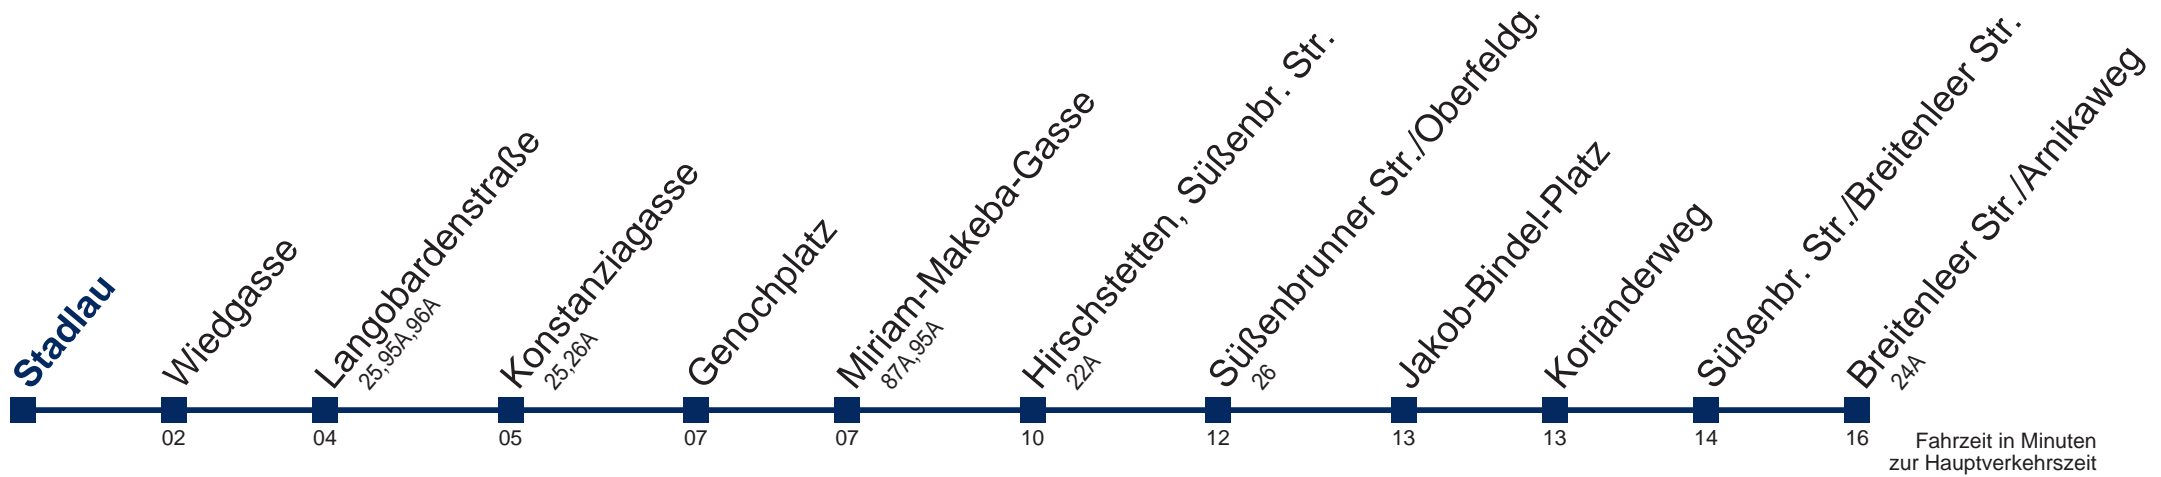 Stadlau
Wiedgasse
02
Langobardenstraße
25,95A,96A
04
Konstanziagasse
25,26A
05
Genochplatz
07
Miriam-Makeba-Gasse
87A,95A
07
Hirschstetten, Süßenbr. Str.
22A
10
Süßenbrunner Str./Oberfeldg.
26
12
Jakob-Bindel-Platz
13
Korianderweg
13
Süßenbr. Str./Breitenleer Str.
14
Breitenleer Str./Arnikaweg
24A
16
Fahrzeit in Minuten
zur Hauptverkehrszeit